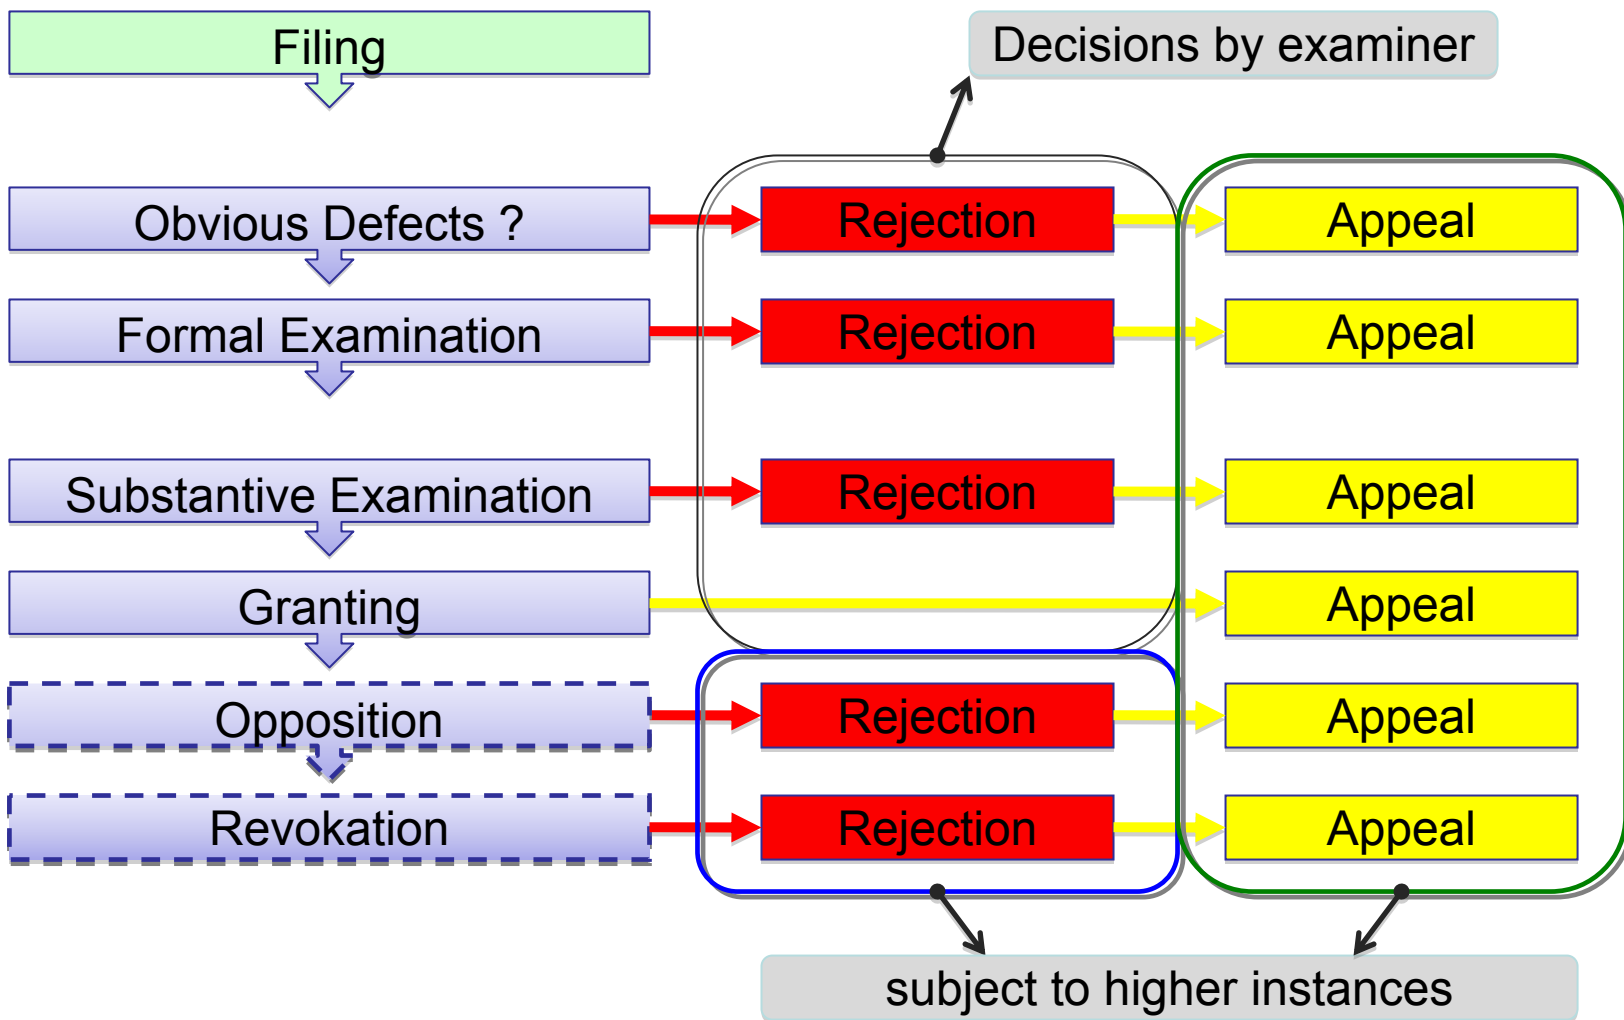 Filing
Decisions by examiner
Obvious Defects ?
Rejection
Appeal
Formal Examination
Rejection
Appeal
Substantive Examination
Rejection
Appeal
Granting
Appeal
Opposition
Rejection
Appeal
Revokation
Rejection
Appeal
subject to higher instances